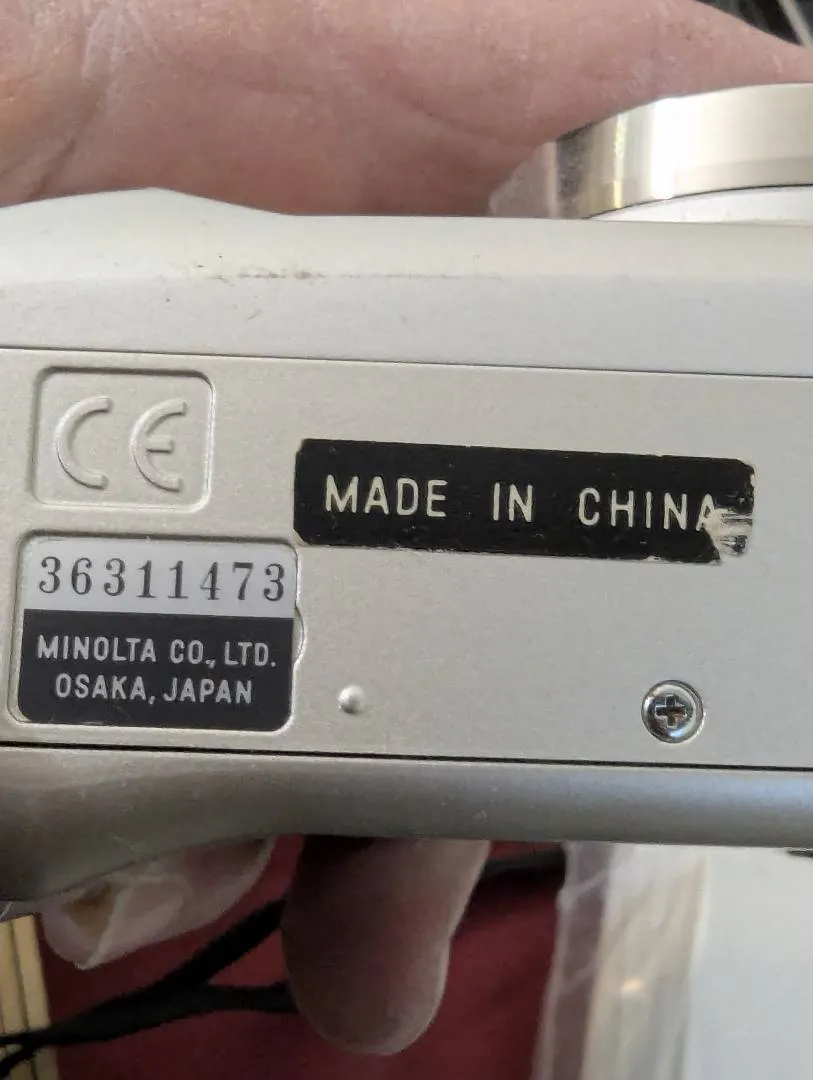 CE
MADE IN CHINA
36311473
MINOLTA CO., LTD.
OSAKA, JAPAN